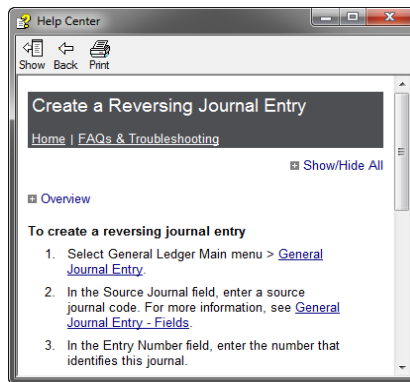 Help Center
Show Back Print
Create a Reversing Journal Entry
Home | FAQs & Troubleshooting
Show/Hide All
Overview
To create a reversing journal entry
1. Select General Ledger Main menu > General
Journal Entry.
2. In the Source Journal field, enter a source
journal code. For more information, see General
Journal Entry - Fields.
3. In the Entry Number field, enter the number that
identifies this journal.